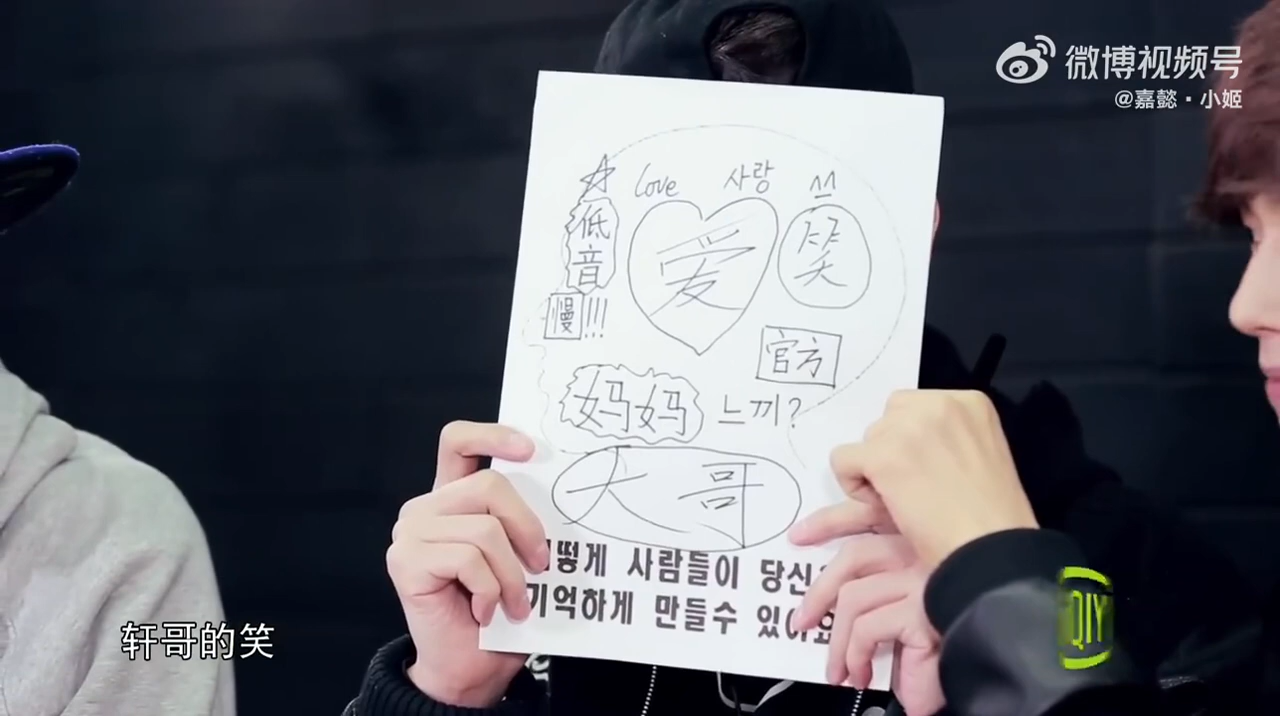 微博视频号
@嘉懿·小姬
love 사랑 ^^
低音
爱
笑
慢!!!
官方
妈妈 느끼?
大哥
떻게 사람들이 당신
기억하게 만들수 있어요
轩哥的笑
QIY